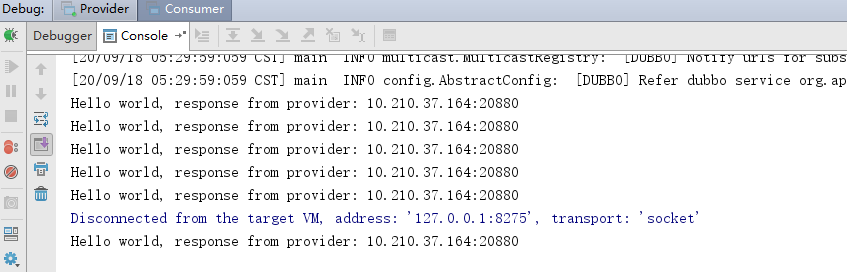 Debug: Provider Consumer
Debugger Console
[20/09/18 05:29:59:059 CST] main INFO multicast.MulticastRegistry: [DUBBO] Notify urls for subs
[20/09/18 05:29:59:059 CST] main INFO config.AbstractConfig: [DUBBO] Refer dubbo service org.ap
Hello world, response from provider: 10.210.37.164:20880
Hello world, response from provider: 10.210.37.164:20880
Hello world, response from provider: 10.210.37.164:20880
Hello world, response from provider: 10.210.37.164:20880
Hello world, response from provider: 10.210.37.164:20880
Disconnected from the target VM, address: '127.0.0.1:8275', transport: 'socket'
Hello world, response from provider: 10.210.37.164:20880